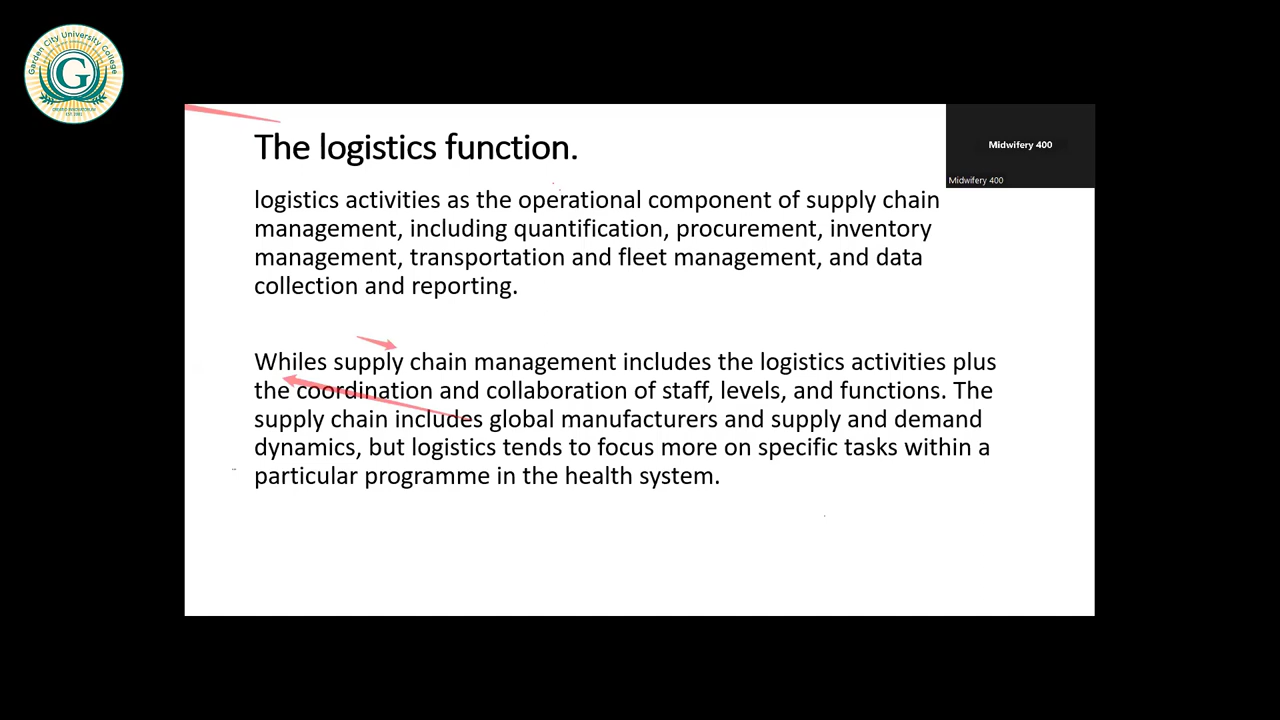 Garden City University College
G
The logistics function.
Midwifery 400
Midwifery 400
logistics activities as the operational component of supply chain
management, including quantification, procurement, inventory
management, transportation and fleet management, and data
collection and reporting.
Whiles supply chain management includes the logistics activities plus
the coordination and collaboration of staff, levels, and functions. The
supply chain includes global manufacturers and supply and demand
dynamics, but logistics tends to focus more on specific tasks within a
particular programme in the health system.